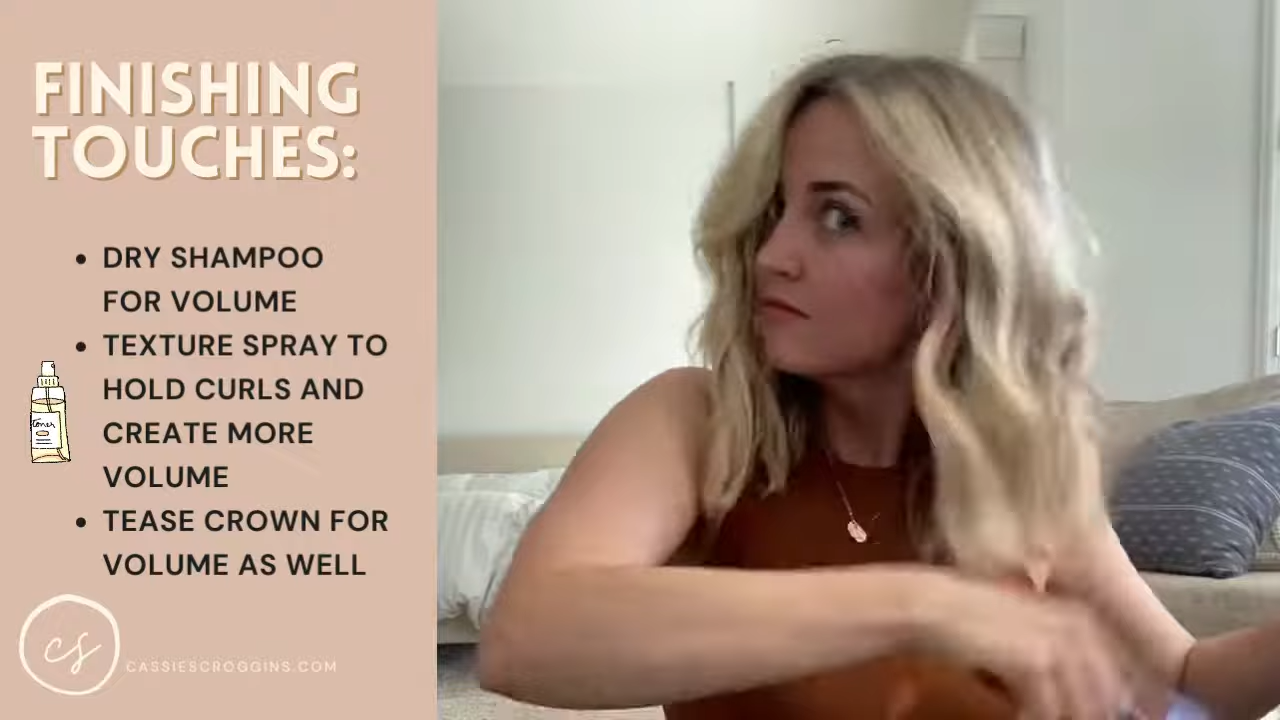 FINISHING
TOUCHES:
• DRY SHAMPOO
FOR VOLUME
• TEXTURE SPRAY TO
HOLD CURLS AND
CREATE MORE
VOLUME
• TEASE CROWN FOR
VOLUME AS WELL
toner
cs
CASSIESCROGGINS.COM